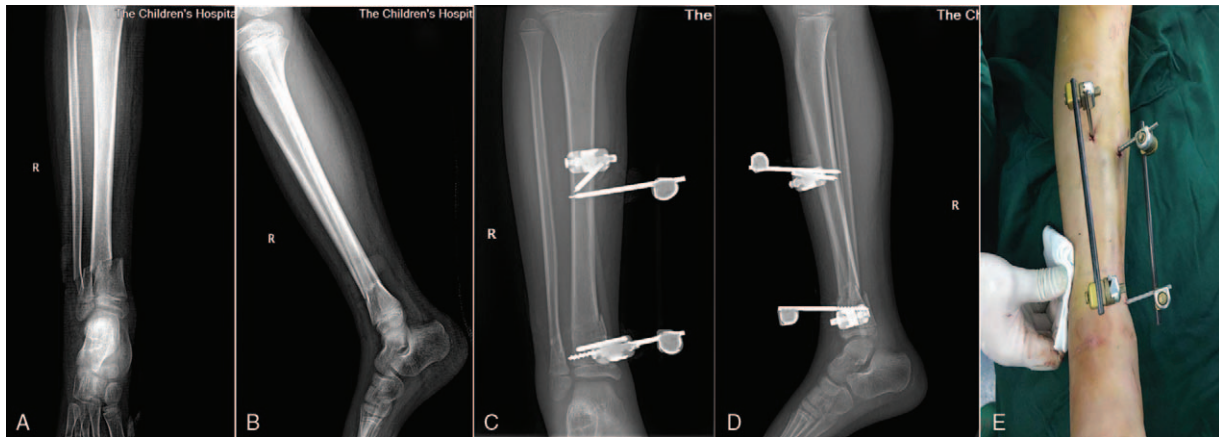 The Children's Hospita
The Children's Hospit
The
The Ch
R
R
R
R
A
B
C
D
E